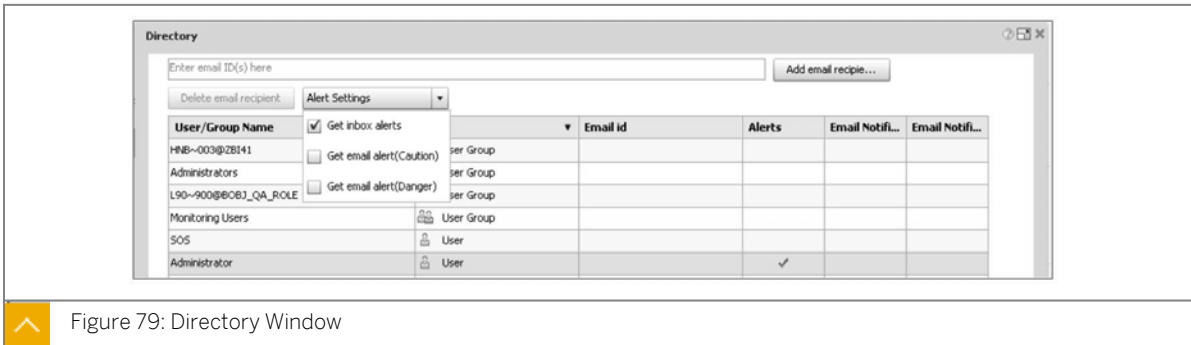 Directory
Enter email ID(s) here
Add email recipie...
Delete email recipient
Alert Settings
Get inbox alerts
Get email alert(Caution)
Get email alert(Danger)
User/Group Name Email id Alerts Email Notifi... Email Notifi...
HNB~003@ZBI41 ser Group
Administrators ser Group
L90~900@BOBJ_QA_ROLE ser Group
Monitoring Users User Group
SOS User
Administrator User
Figure 79: Directory Window